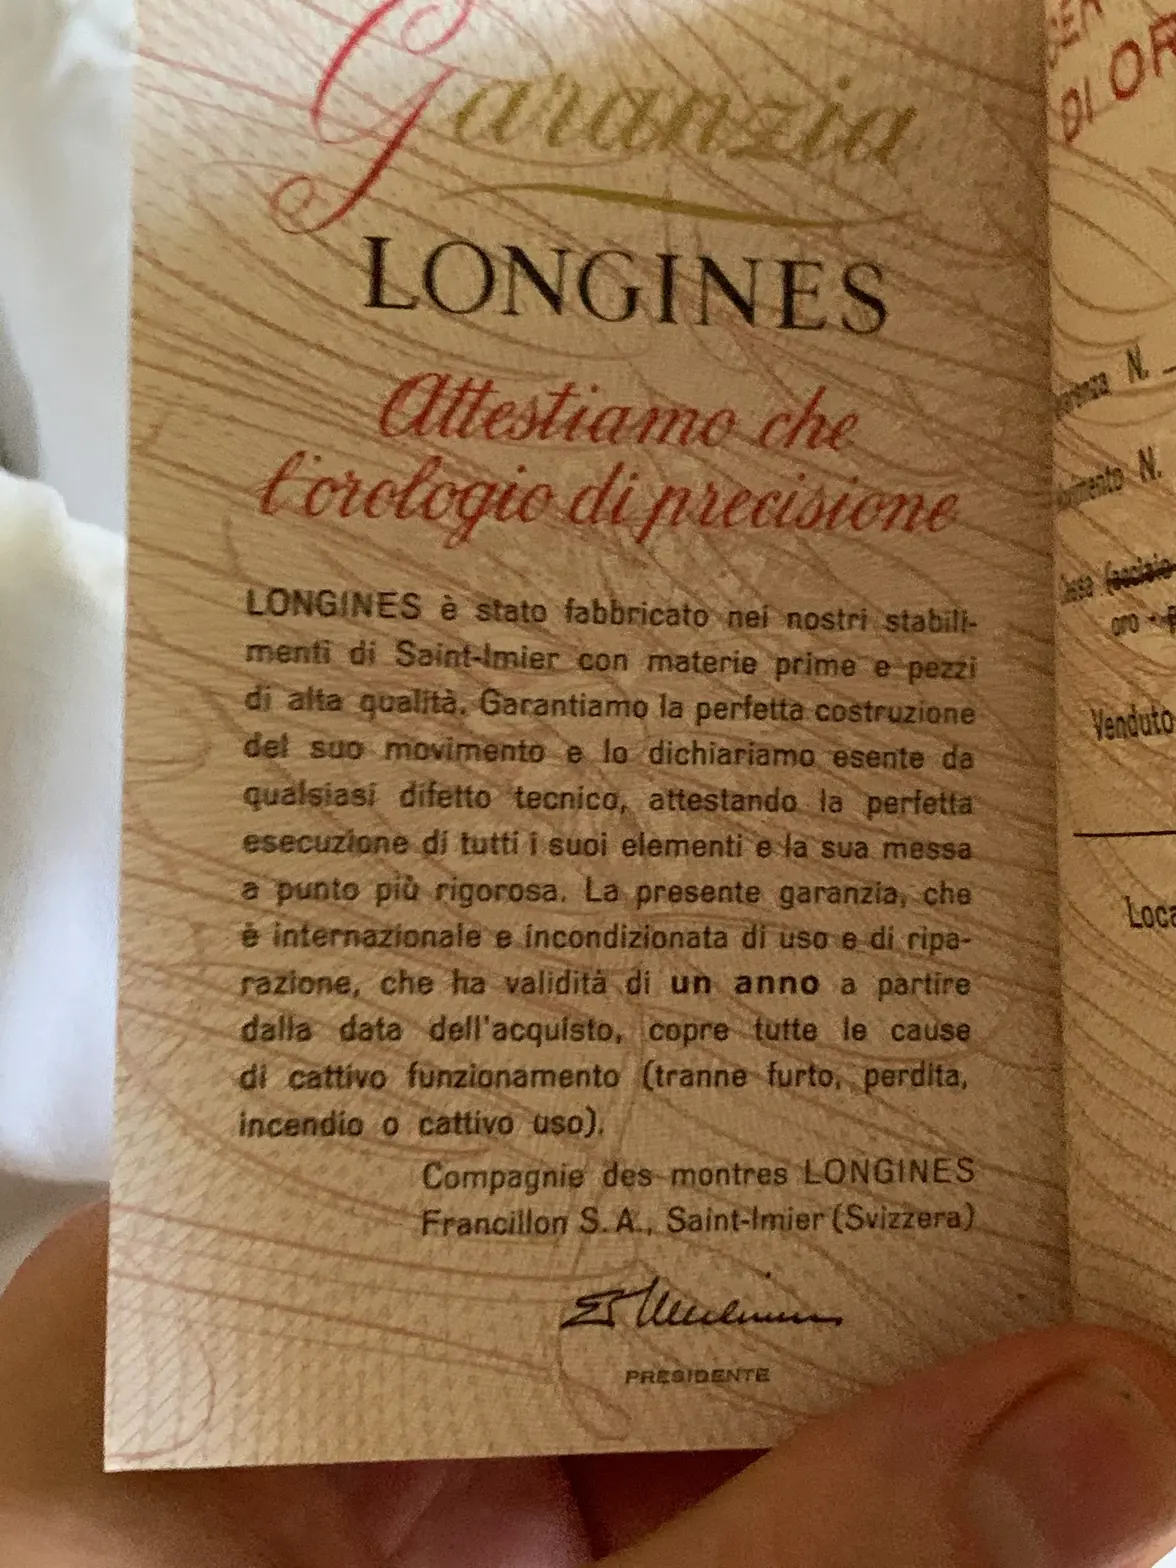 Garanzia
LONGINES
Attestiamo che
l'orologio di precisione
LONGINES è stato fabbricato nei nostri stabili-
menti di Saint-Imier con materie prime e pezzi
di alta qualità. Garantiamo la perfetta costruzione
del suo movimento e lo dichiariamo esente da
qualsiasi difetto tecnico, attestando la perfetta
esecuzione di tutti i suoi elementi e la sua messa
a punto più rigorosa. La presente garanzia, che
è internazionale e incondizionata di uso e di ripa-
razione, che ha validità di un anno a partire
dalla data dell'acquisto, copre tutte le cause
di cattivo funzionamento (tranne furto, perdita,
incendio o cattivo uso).
Compagnie des montres LONGINES
Francillon S.A., Saint-Imier (Svizzera)
PRESIDENTE
DI OR
N.
N.
oro
Venduto
Loca